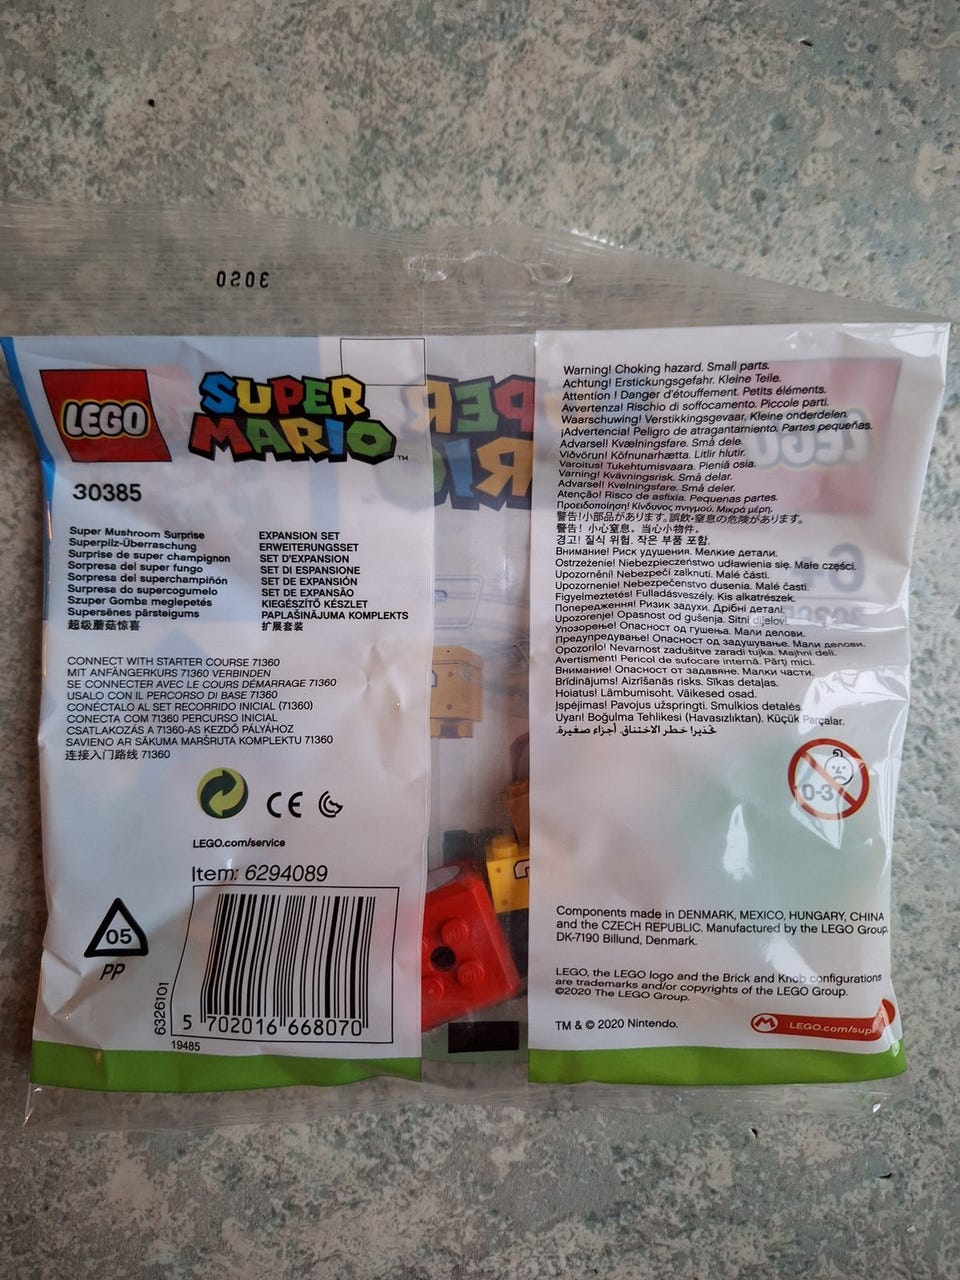 3020
LEGO
SUPER
MARIO™
30385
Super Mushroom Surprise
Superpilz-Überraschung
Surprise de super champignon
Sorpresa del super fungo
Sorpresa del superchampiñón
Surpresa do supercogumelo
Szuper Gomba meglepetés
Supersēnes pārsteigums
超级蘑菇惊喜
EXPANSION SET
ERWEITERUNGSSET
SET D'EXPANSION
SET DI ESPANSIONE
SET DE EXPANSIÓN
SET DE EXPANSÃO
KIEGÉSZÍTŐ KÉSZLET
PAPLAŠINĀJUMA KOMPLEKTS
扩展套装
CONNECT WITH STARTER COURSE 71360
MIT ANFÄNGERKURS 71360 VERBINDEN
SE CONNECTER AVEC LE COURS DÉMARRAGE 71360
USALO CON IL PERCORSO DI BASE 71360
CONÉCTALO AL SET RECORRIDO INICIAL (71360)
CONECTA COM 71360 PERCURSO INICIAL
CSATLAKOZÁS A 71360-AS KEZDŐ PÁLYÁHOZ
SAVIENO AR SĀKUMA MARŠRUTA KOMPLEKTU 71360
连接入门路线 71360
CE
LEGO.com/service
Item: 6294089
05
PP
6326101
5 702016 668070
19485
Warning! Choking hazard. Small parts.
Achtung! Erstickungsgefahr. Kleine Teile.
Attention ! Danger d'étouffement. Petits éléments.
Avvertenza! Rischio di soffocamento. Piccole parti.
Waarschuwing! Verstikkingsgevaar. Kleine onderdelen.
¡Advertencia! Peligro de atragantamiento. Partes pequeñas.
Advarsel! Kvælningsfare. Små dele.
Viðvörun! Köfnunarhætta. Litlir hlutir.
Varoitus! Tukehtumisvaara. Pieniä osia.
Varning! Kvävningsrisk. Små delar.
Advarsel! Kvelningsfare. Små deler.
Atenção! Risco de asfixia. Pequenas partes.
Προειδοποίηση! Κίνδυνος πνιγμού. Μικρά μέρη.
警告!小部品があります。誤飲・窒息の危険があります。
警告！小心窒息。当心小物件。
경고! 질식 위험. 작은 부품 포함.
Внимание! Риск удушения. Мелкие детали.
Ostrzeżenie! Niebezpieczeństwo udławienia się. Małe części.
Upozornění! Nebezpečí zalknutí. Malé části.
Upozornenie! Nebezpečenstvo dusenia. Malé časti.
Figyelmeztetés! Fulladásveszély. Kis alkatrészek.
Попередження! Ризик задухи. Дрібні деталі.
Upozorenje! Opasnost od gušenja. Sitni dijelovi.
Упозорење! Опасност од гушења. Мали делови.
Предупредување! Опасност од задушување. Мали делови.
Opozorilo! Nevarnost zadušitve zaradi tujka. Majhni deli.
Avertisment! Pericol de sufocare internă. Părți mici.
Внимание! Опасност от задавяне. Малки части.
Brīdinājums! Aizrīšanās risks. Sīkas detaļas.
Hoiatus! Lämbumisoht. Väikesed osad.
Įspėjimas! Pavojus užspringti. Smulkios detalės.
Uyarı! Boğulma Tehlikesi (Havasızlıktan). Küçük Parçalar.
تحذير! خطر الاختناق. أجزاء صغيرة.
0-3
Components made in DENMARK, MEXICO, HUNGARY, CHINA
and the CZECH REPUBLIC. Manufactured by the LEGO Group,
DK-7190 Billund, Denmark.
LEGO, the LEGO logo and the Brick and Knob configurations
are trademarks and/or copyrights of the LEGO Group.
©2020 The LEGO Group.
TM & © 2020 Nintendo.
M LEGO.com/sup